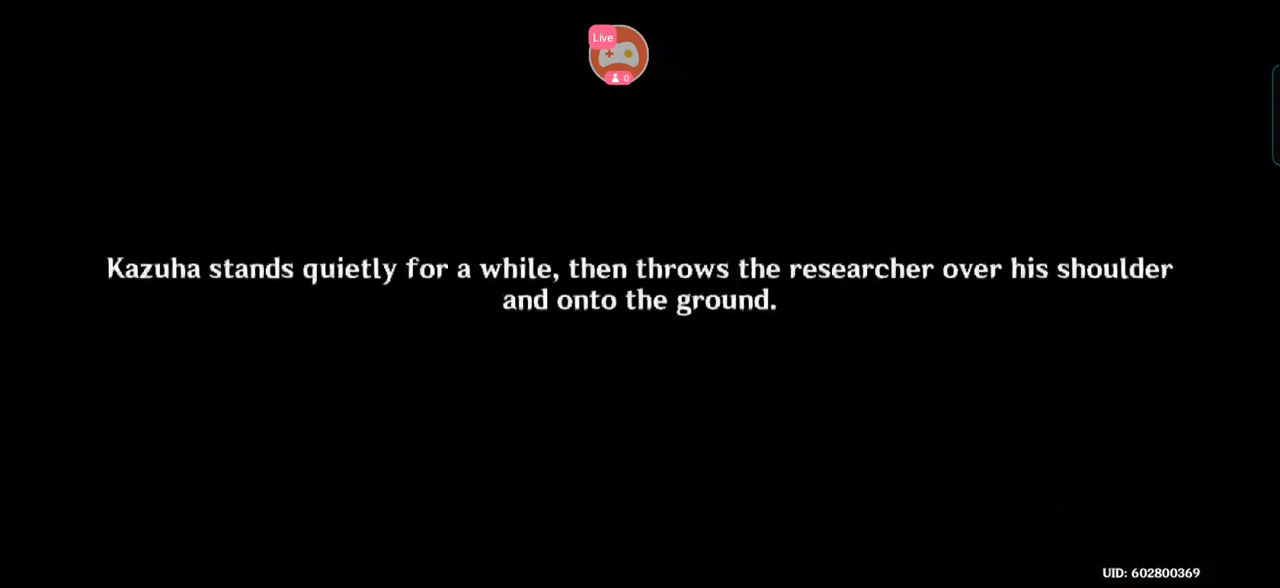 Live
0
Kazuha stands quietly for a while, then throws the researcher over his shoulder
and onto the ground.
UID: 602800369